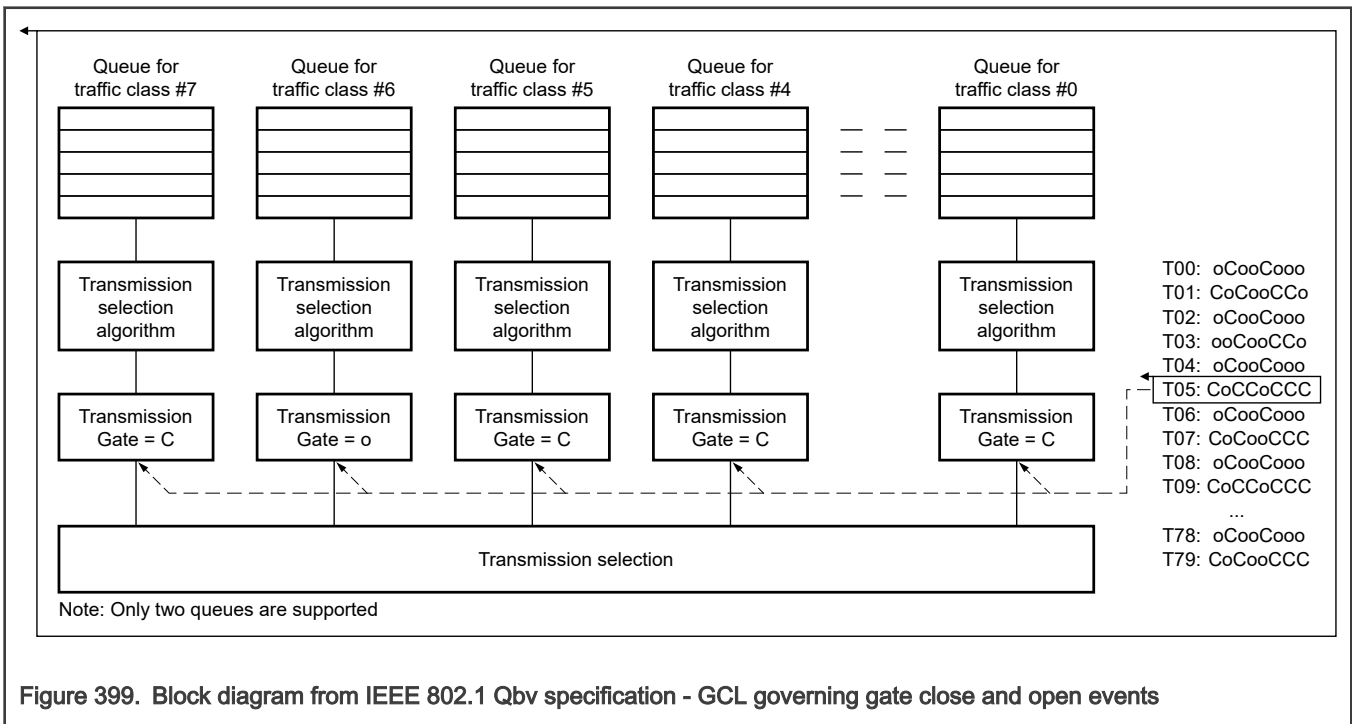 Queue for
traffic class #7
Queue for
traffic class #6
Queue for
traffic class #5
Queue for
traffic class #4
Queue for
traffic class #0
Transmission
selection
algorithm
Transmission
selection
algorithm
Transmission
selection
algorithm
Transmission
selection
algorithm
Transmission
selection
algorithm
Transmission
Gate = C
Transmission
Gate = o
Transmission
Gate = C
Transmission
Gate = C
Transmission
Gate = C
T00: oCooCooo
T01: CoCooCCo
T02: oCooCooo
T03: ooCooCCo
T04: oCooCooo
T05: CoCCoCCC
T06: oCooCooo
T07: CoCooCCC
T08: oCooCooo
T09: CoCCoCCC
...
T78: oCooCooo
T79: CoCooCCC
Transmission selection
Note: Only two queues are supported
Figure 399. Block diagram from IEEE 802.1 Qbv specification - GCL governing gate close and open events